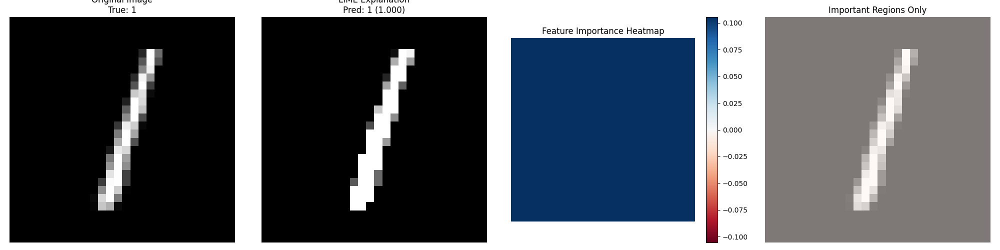 Original Image
True: 1
LIME Explanation
Pred: 1 (1.000)
Feature Importance Heatmap
0.100
0.075
0.050
0.025
0.000
−0.025
−0.050
−0.075
−0.100
Important Regions Only